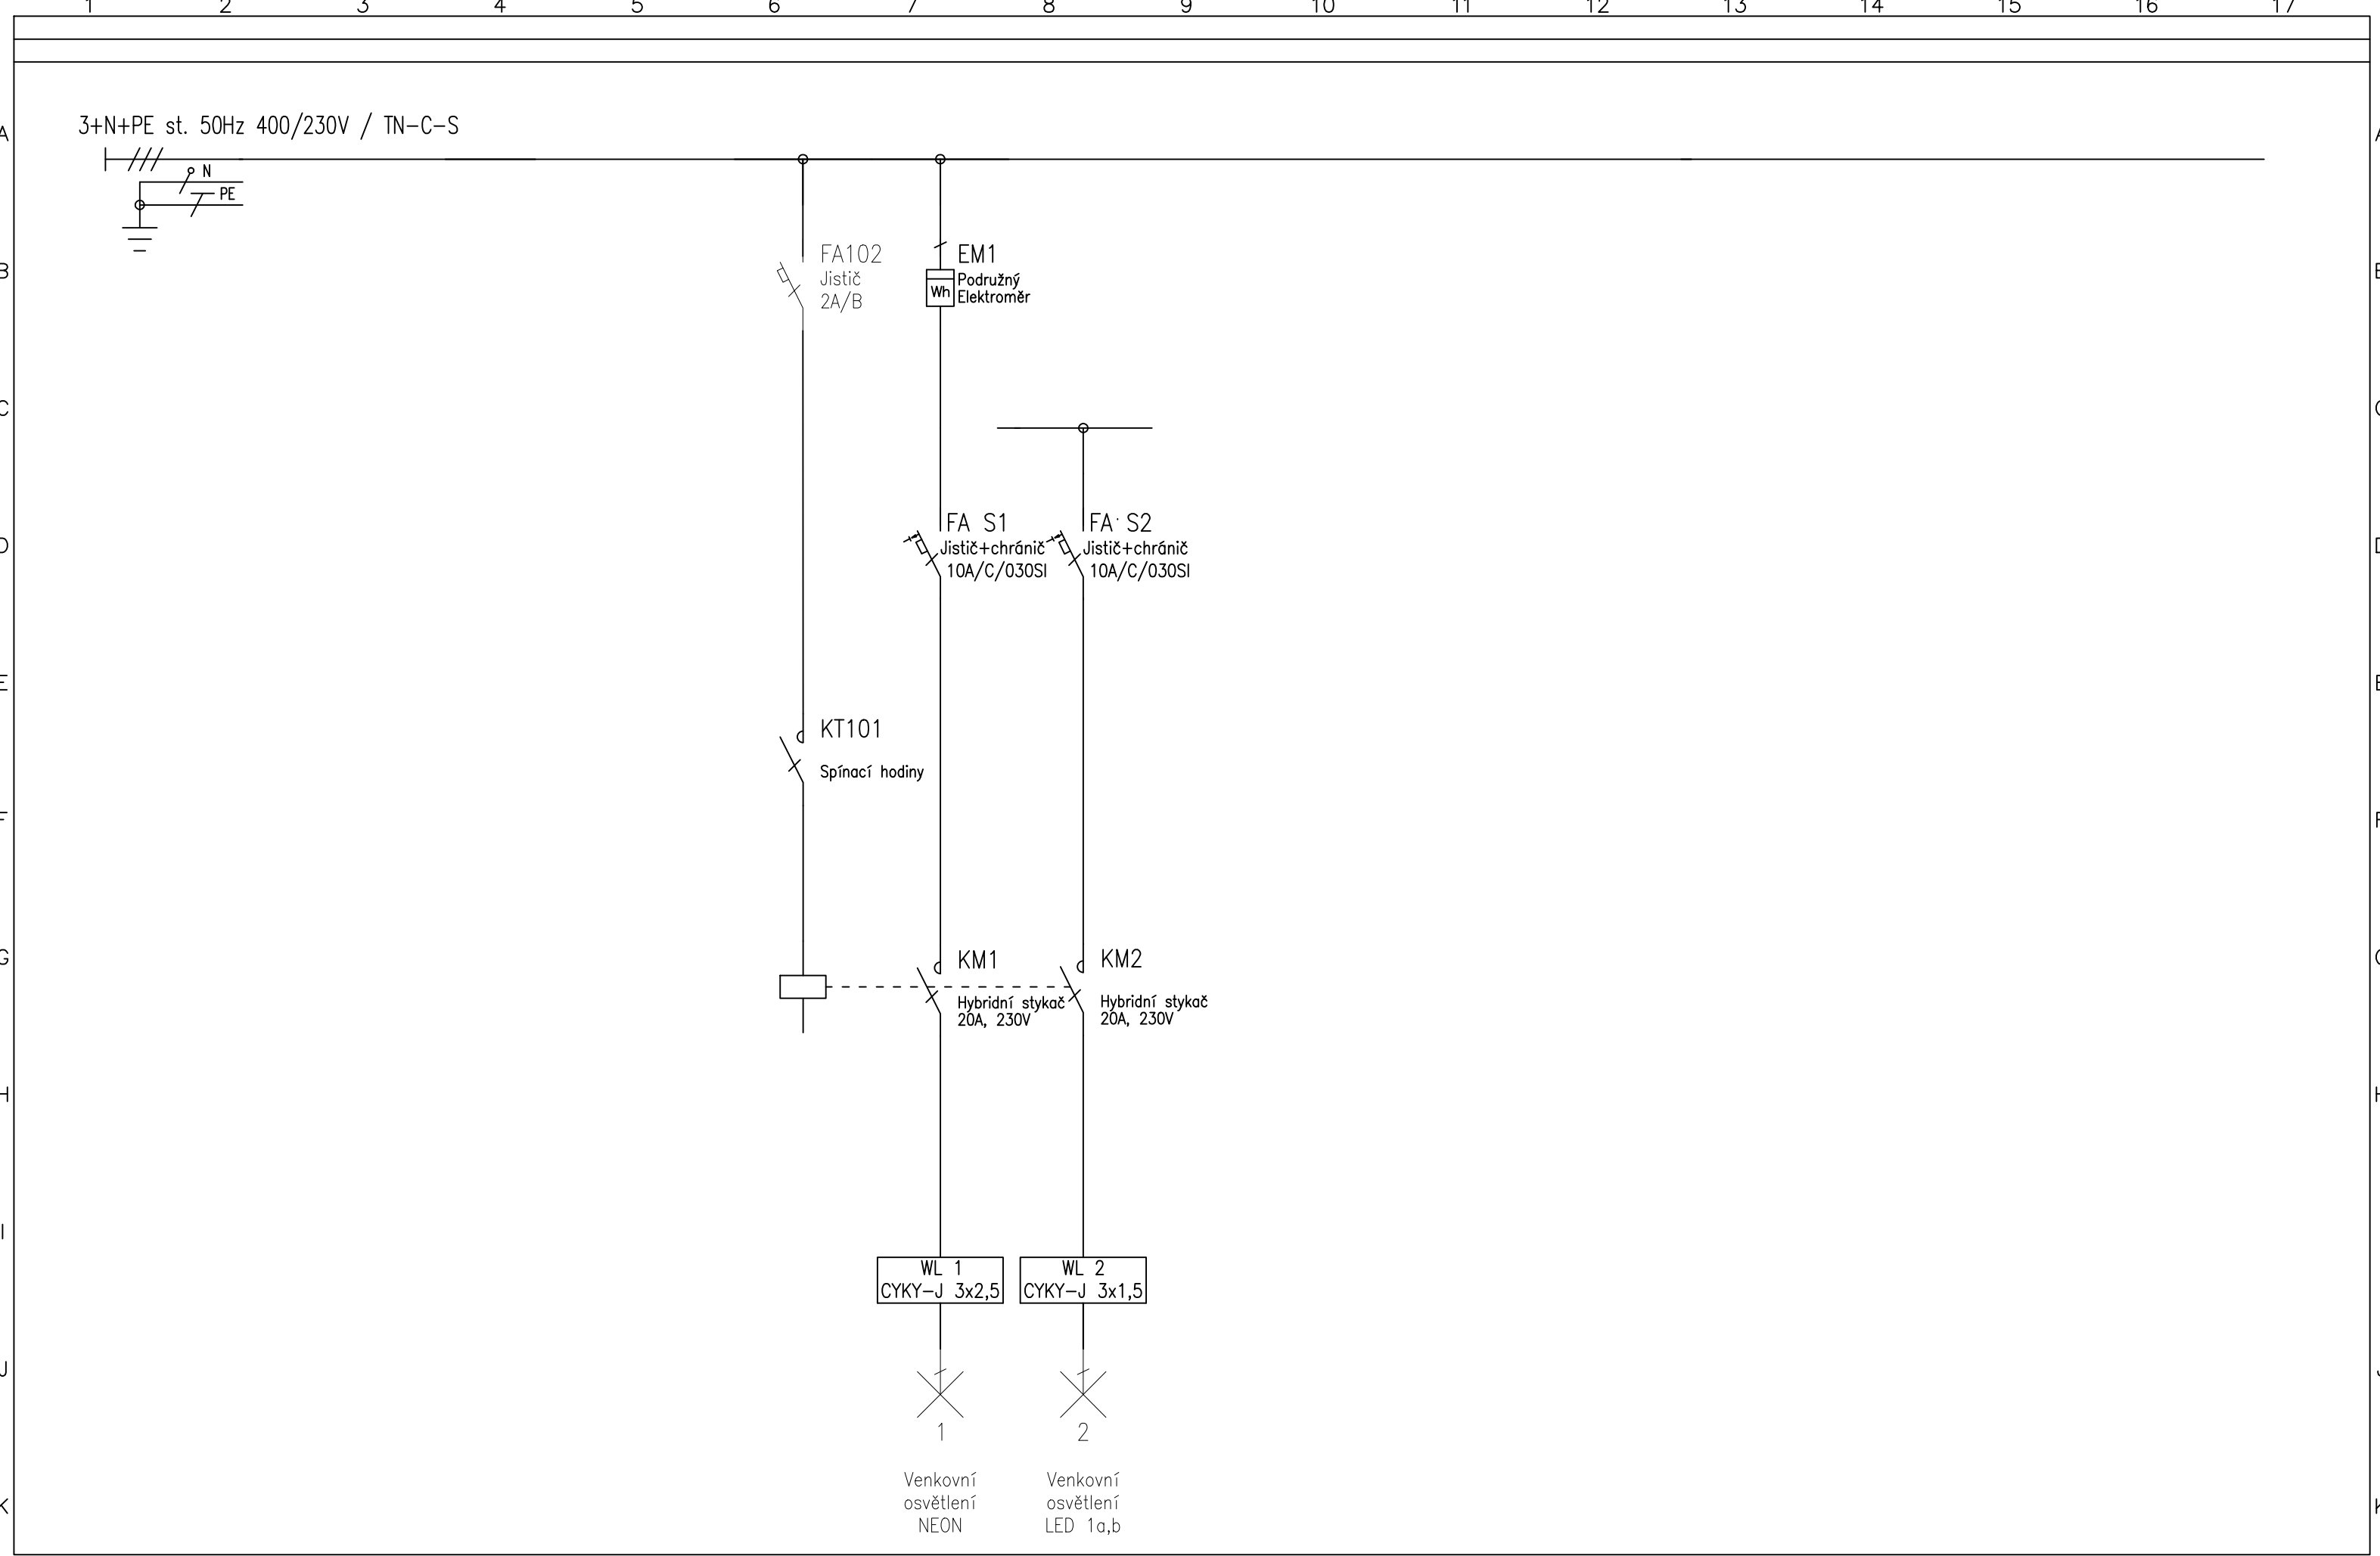 1 2 3 4 5 6 7 8 9 10 11 12 13 14 15 16 17
A
3+N+PE st. 50Hz 400/230V / TN-C-S
N
PE
B
FA102
Jistič
2A/B
EM1
Wh
Podružný
Elektroměr
C
FA S1
Jistič+chránič
10A/C/030SI
FA S2
Jistič+chránič
10A/C/030SI
D
E
KT101
Spínací hodiny
F
G
KM1
Hybridní stykač
20A, 230V
KM2
Hybridní stykač
20A, 230V
H
I
WL 1
CYKY-J 3x2,5
WL 2
CYKY-J 3x1,5
J
1
2
Venkovní
osvětlení
NEON
Venkovní
osvětlení
LED 1a,b
K